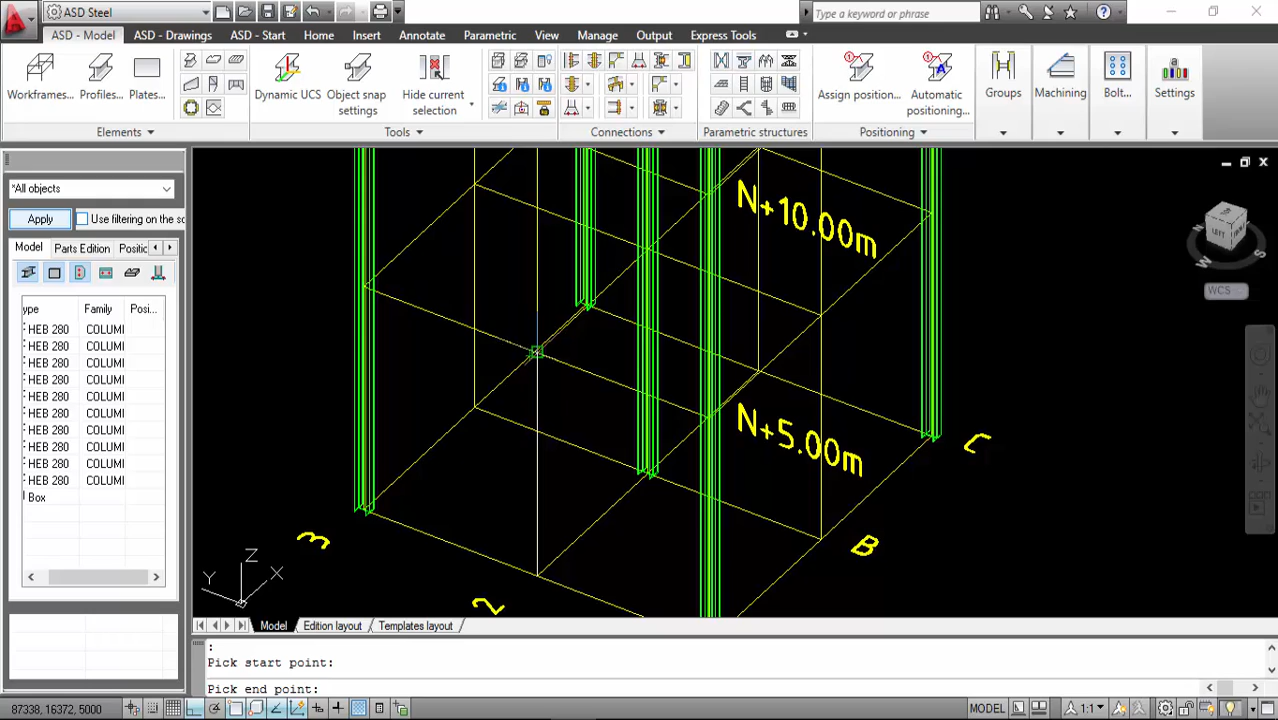 ASD Steel
Type a keyword or phrase
ASD - Model ASD - Drawings ASD - Start Home Insert Annotate Parametric View Manage Output Express Tools
Workframes... Profiles... Plates... Dynamic UCS Object snap settings Hide current selection Assign position... Automatic positioning... Groups Machining Bolt... Settings
Elements Tools Connections Parametric structures Positioning
*All objects
Apply Use filtering on the sc
Model Parts Edition Positic
ype Family Posi...
HEB 280 COLUMI
HEB 280 COLUMI
HEB 280 COLUMI
HEB 280 COLUMI
HEB 280 COLUMI
HEB 280 COLUMI
HEB 280 COLUMI
HEB 280 COLUMI
HEB 280 COLUMI
HEB 280 COLUMI
Box
N+10.00m
N+5.00m
C
B
3
2
Z
Y
X
LEFT
N
W
S
WCS
Model Edition layout Templates layout
:
Pick start point:
Pick end point:
87338, 16372, 5000
MODEL
1:1